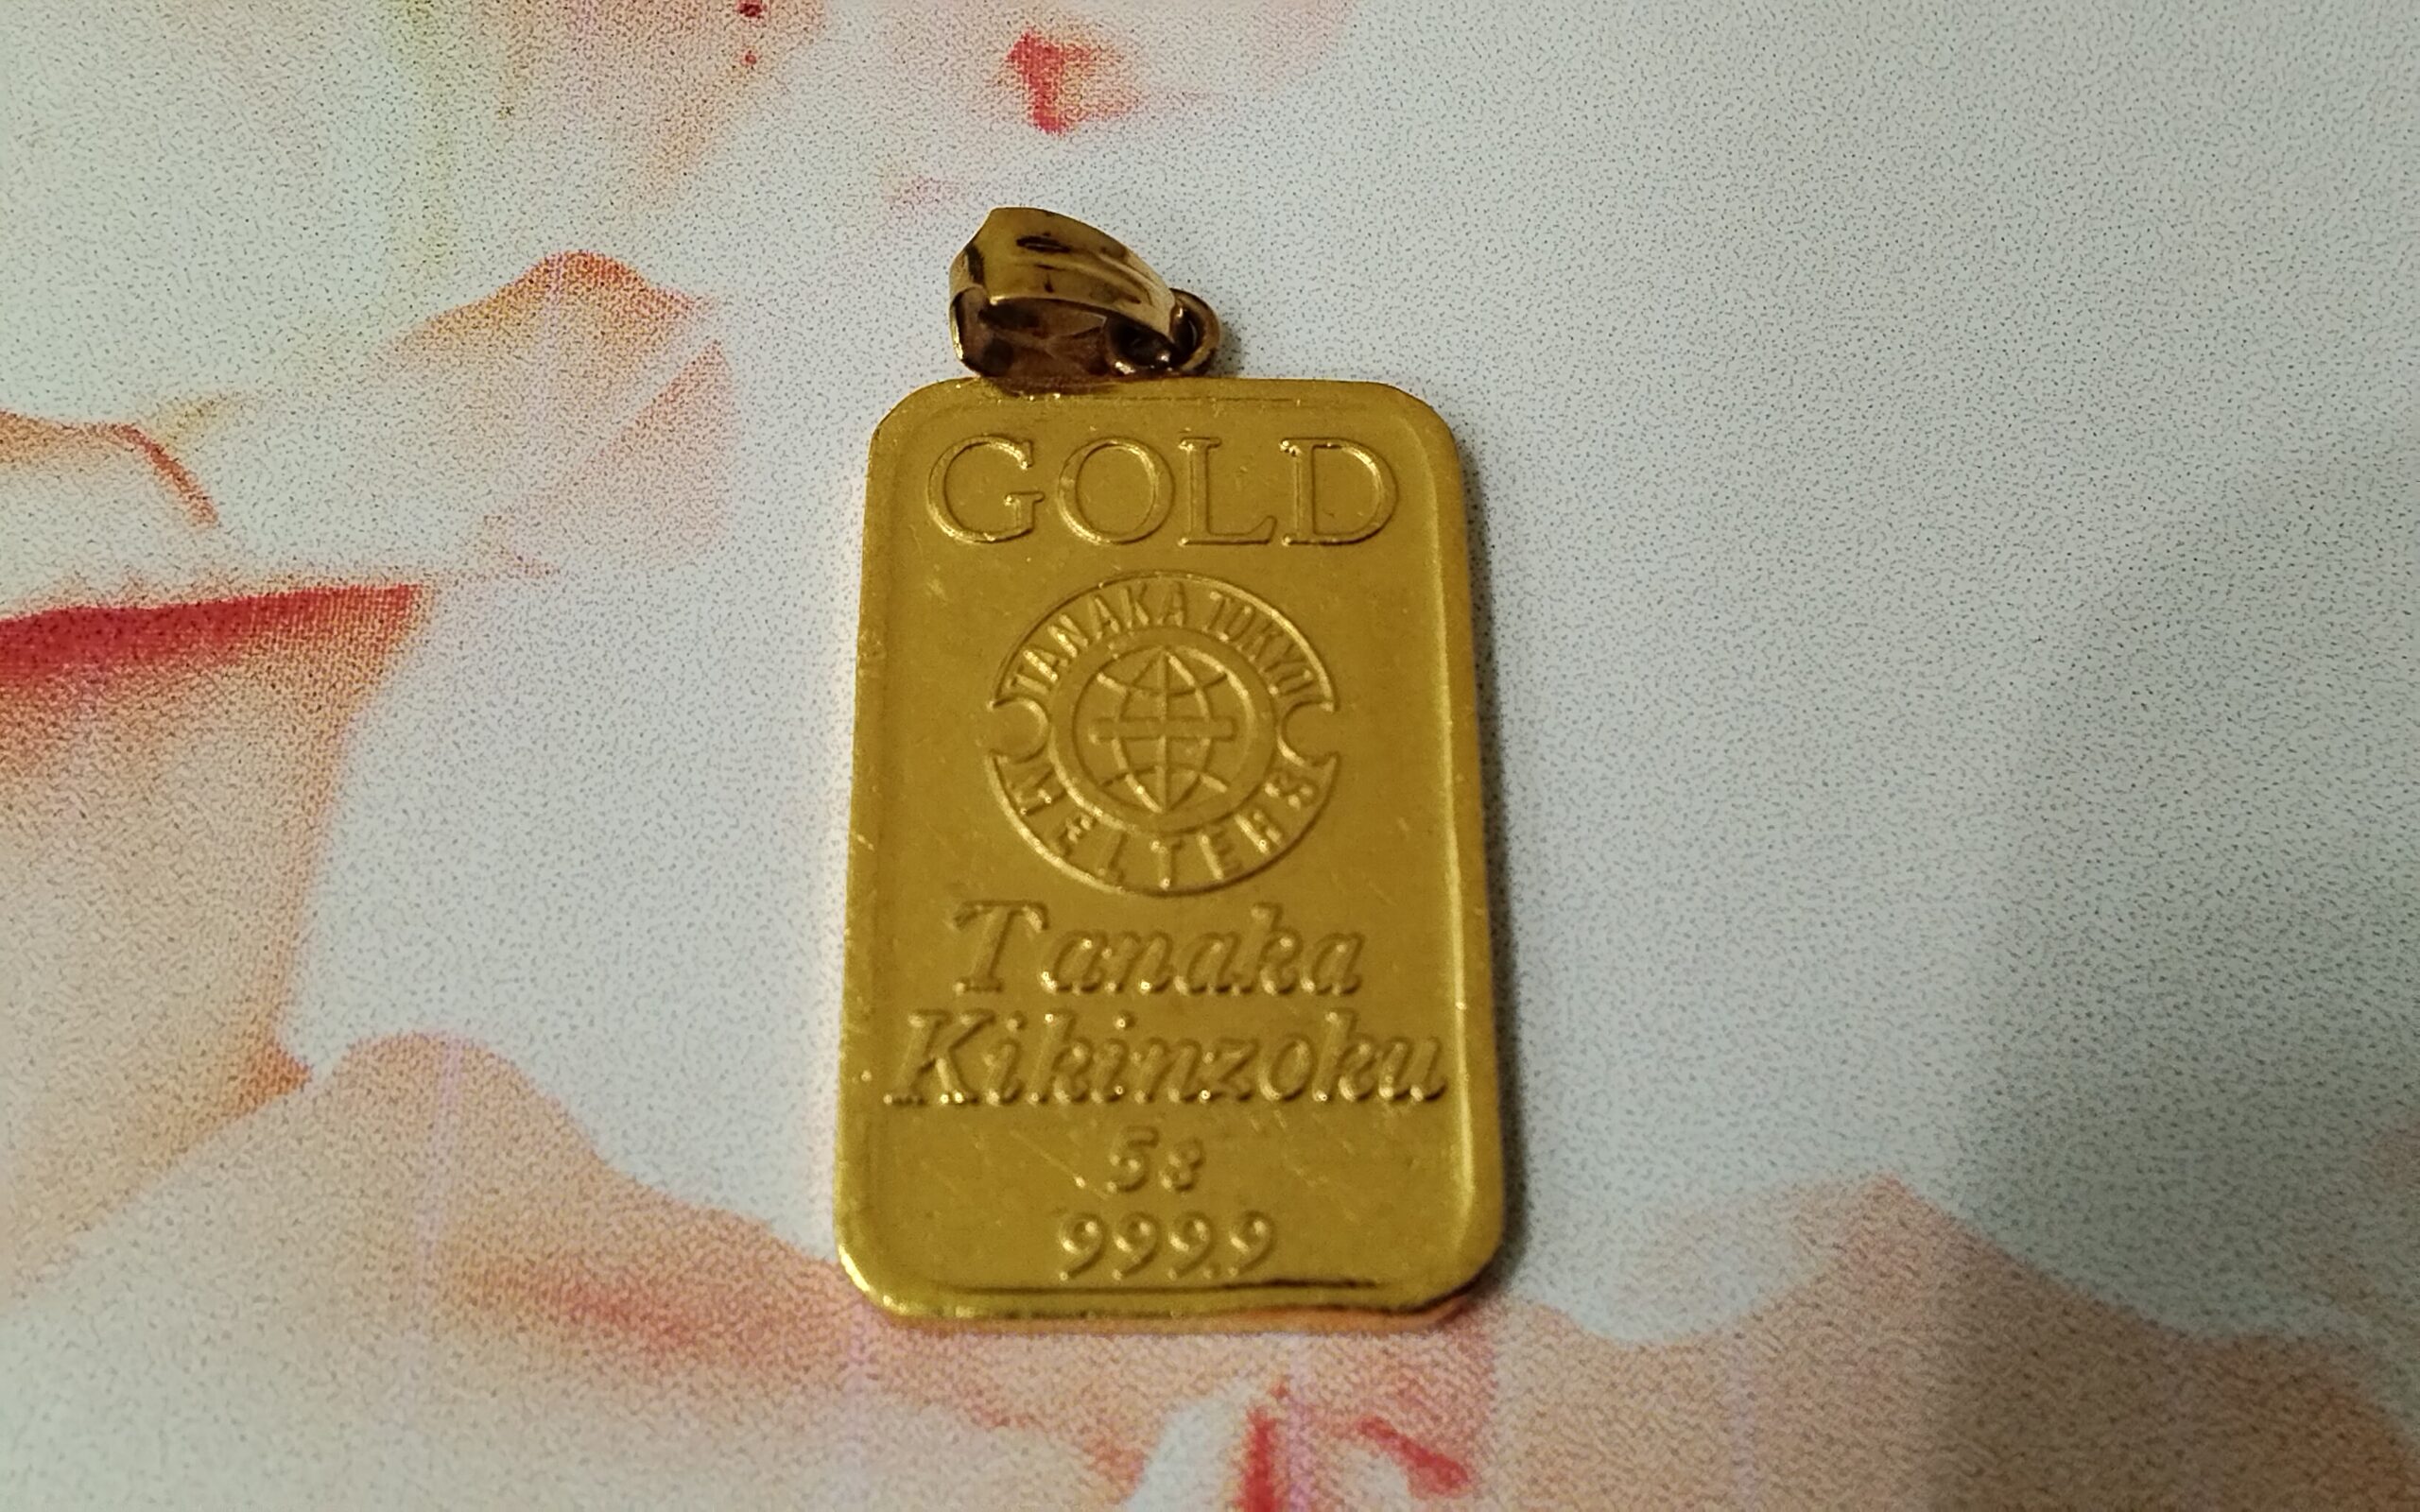 GOLD
TANAKA TOKYO
MELTERS
Tanaka
Kikinzoku
5g
999.9